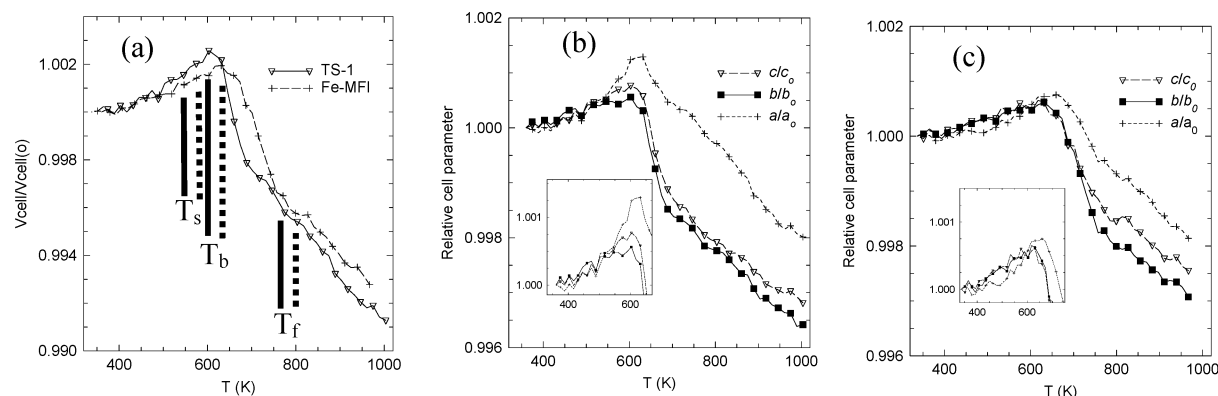 (a)
TS-1
Fe-MFI
1.002
1.000
0.998
0.994
0.990
Vcell/Vcell(o)
Ts
Tb
Tf
400 600 800 1000
T (K)
(b)
c/co
b/bo
a/ao
1.002
1.000
0.998
0.996
Relative cell parameter
1.001
1.000
400 600
400 600 800 1000
T (K)
(c)
c/c0
b/b0
a/a0
1.002
1.000
0.998
0.996
Relative cell parameter
1.001
1.000
400 600
400 600 800 1000
T (K)